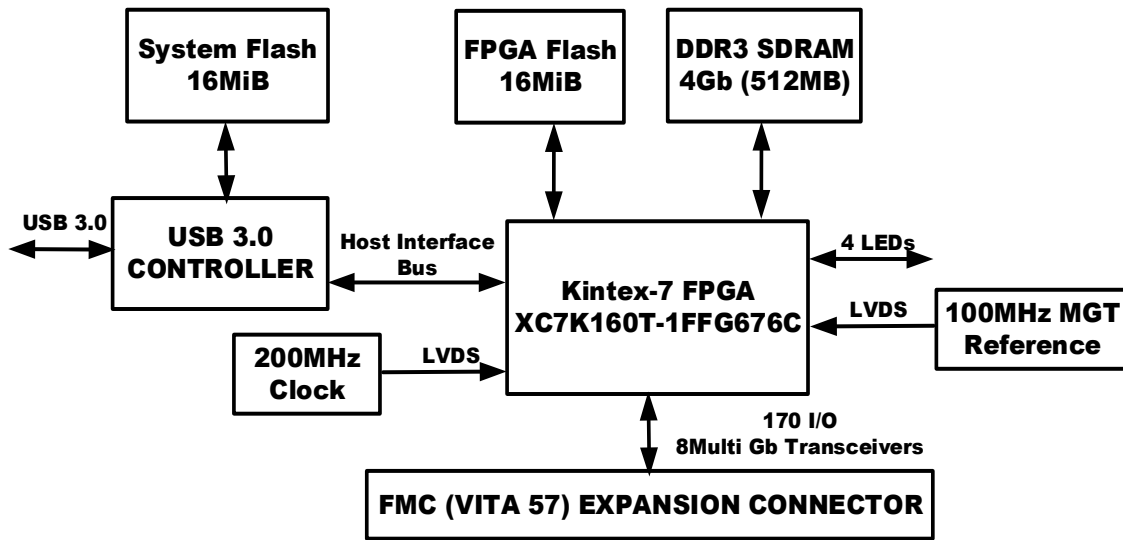 System Flash
16MiB
FPGA Flash
16MiB
DDR3 SDRAM
4Gb (512MB)
USB 3.0
USB 3.0
CONTROLLER
Host Interface
Bus
Kintex-7 FPGA
XC7K160T-1FFG676C
4 LEDs
LVDS
100MHz MGT
Reference
200MHz
Clock
LVDS
170 I/O
8Multi Gb Transceivers
FMC (VITA 57) EXPANSION CONNECTOR